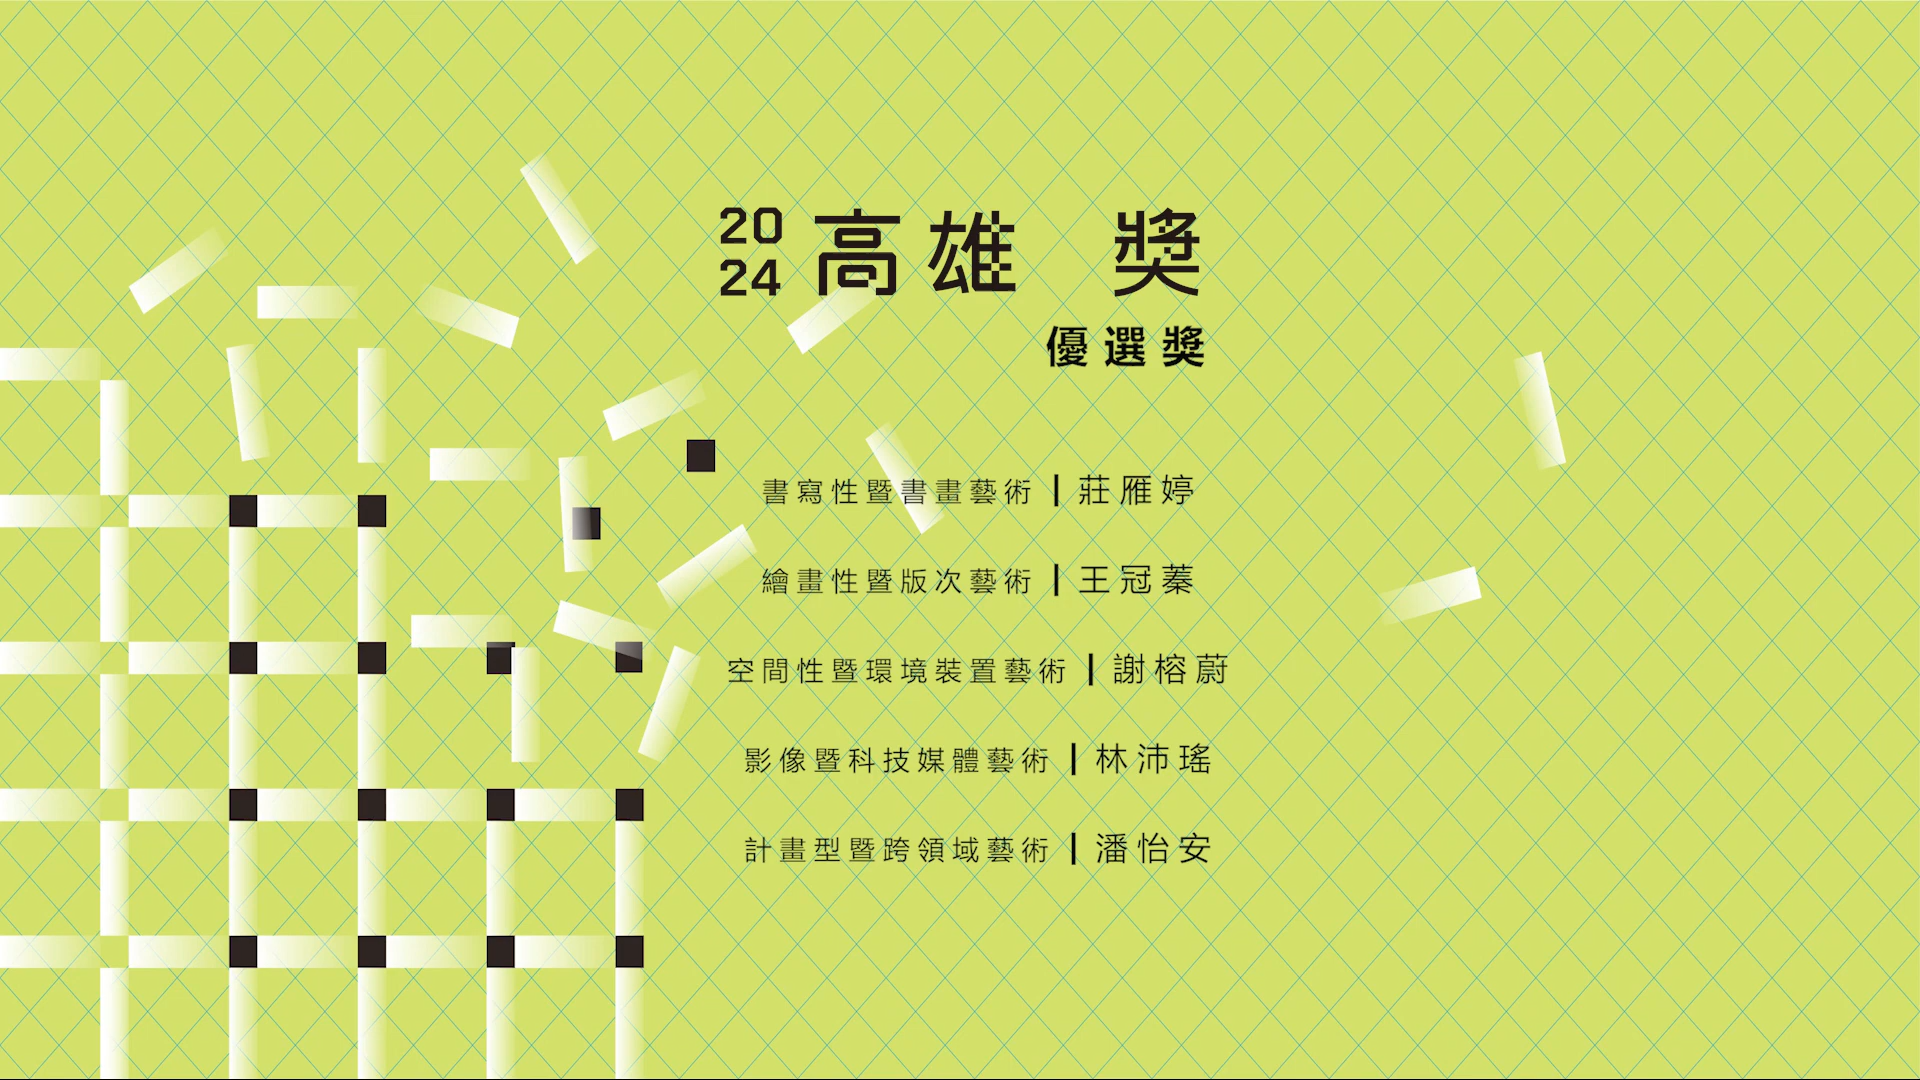 2024 高雄 獎
優選獎
書寫性暨書畫藝術 | 莊雁婷
繪畫性暨版次藝術 | 王冠蓁
空間性暨環境裝置藝術 | 謝榕蔚
影像暨科技媒體藝術 | 林沛瑤
計畫型暨跨領域藝術 | 潘怡安